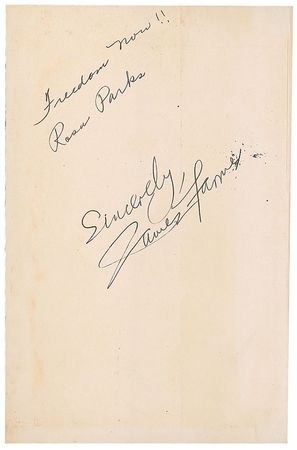 Freedom Now!!
Rosa Parks
Sincerely,
James Farmer